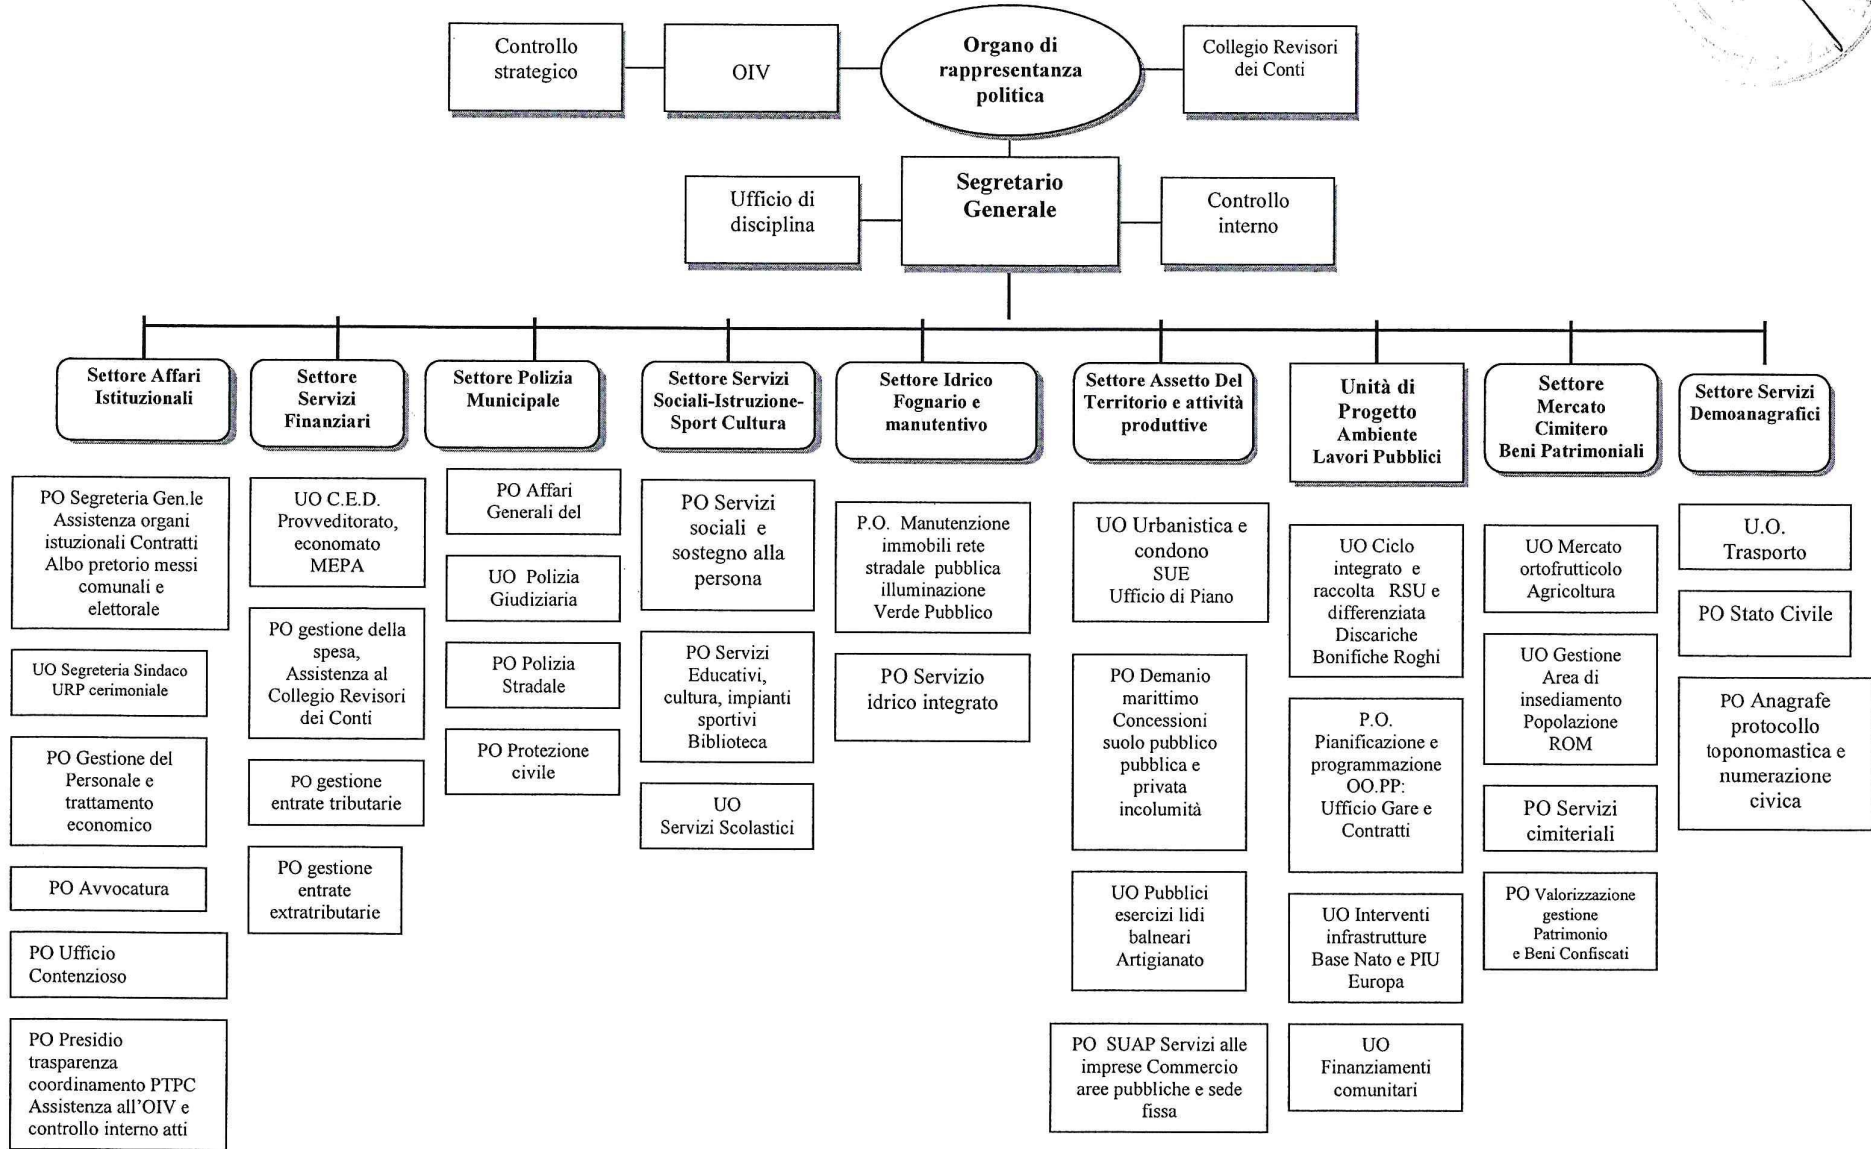 Controllo
strategico
OIV
Organo di
rappresentanza
politica
Collegio Revisori
dei Conti
Segretario
Generale
Ufficio di
disciplina
Controllo
interno
Settore Affari
Istituzionali
PO Segreteria Gen.le
Assistenza organi
istuzionali Contratti
Albo pretorio messi
comunali e
elettorale
UO Segreteria Sindaco
URP cerimoniale
PO Gestione del
Personale e
trattamento
economico
PO Avvocatura
PO Ufficio
Contenzioso
PO Presidio
trasparenza
coordinamento PTPC
Assistenza all'OIV e
controllo interno atti
Settore
Servizi
Finanziari
UO C.E.D.
Provveditorato,
economato
MEPA
PO gestione della
spesa,
Assistenza al
Collegio Revisori
dei Conti
PO gestione
entrate tributarie
PO gestione
entrate
extratributarie
Settore Polizia
Municipale
PO Affari
Generali del
UO Polizia
Giudiziaria
PO Polizia
Stradale
PO Protezione
civile
Settore Servizi
Sociali-Istruzione-
Sport Cultura
PO Servizi
sociali e
sostegno alla
persona
PO Servizi
Educativi,
cultura, impianti
sportivi
Biblioteca
UO
Servizi Scolastici
Settore Idrico
Fognario e
manutentivo
P.O. Manutenzione
immobili rete
stradale pubblica
illuminazione
Verde Pubblico
PO Servizio
idrico integrato
Settore Assetto Del
Territorio e attività
produttive
UO Urbanistica e
condono
SUE
Ufficio di Piano
PO Demanio
marittimo
Concessioni
suolo pubblico
pubblica e
privata
incolumità
UO Pubblici
esercizi lidi
balneari
Artigianato
PO SUAP Servizi alle
imprese Commercio
aree pubbliche e sede
fissa
Unità di
Progetto
Ambiente
Lavori Pubblici
UO Ciclo
integrato e
raccolta RSU e
differenziata
Discariche
Bonifiche Roghi
P.O.
Pianificazione e
programmazione
OO.PP:
Ufficio Gare e
Contratti
UO Interventi
infrastrutture
Base Nato e PIU
Europa
UO
Finanziamenti
comunitari
Settore
Mercato
Cimitero
Beni Patrimoniali
UO Mercato
ortofrutticolo
Agricoltura
UO Gestione
Area di
insediamento
Popolazione
ROM
PO Servizi
cimiteriali
PO Valorizzazione
gestione
Patrimonio
e Beni Confiscati
Settore Servizi
Demoanagrafici
U.O.
Trasporto
PO Stato Civile
PO Anagrafe
protocollo
toponomastica e
numerazione
civica